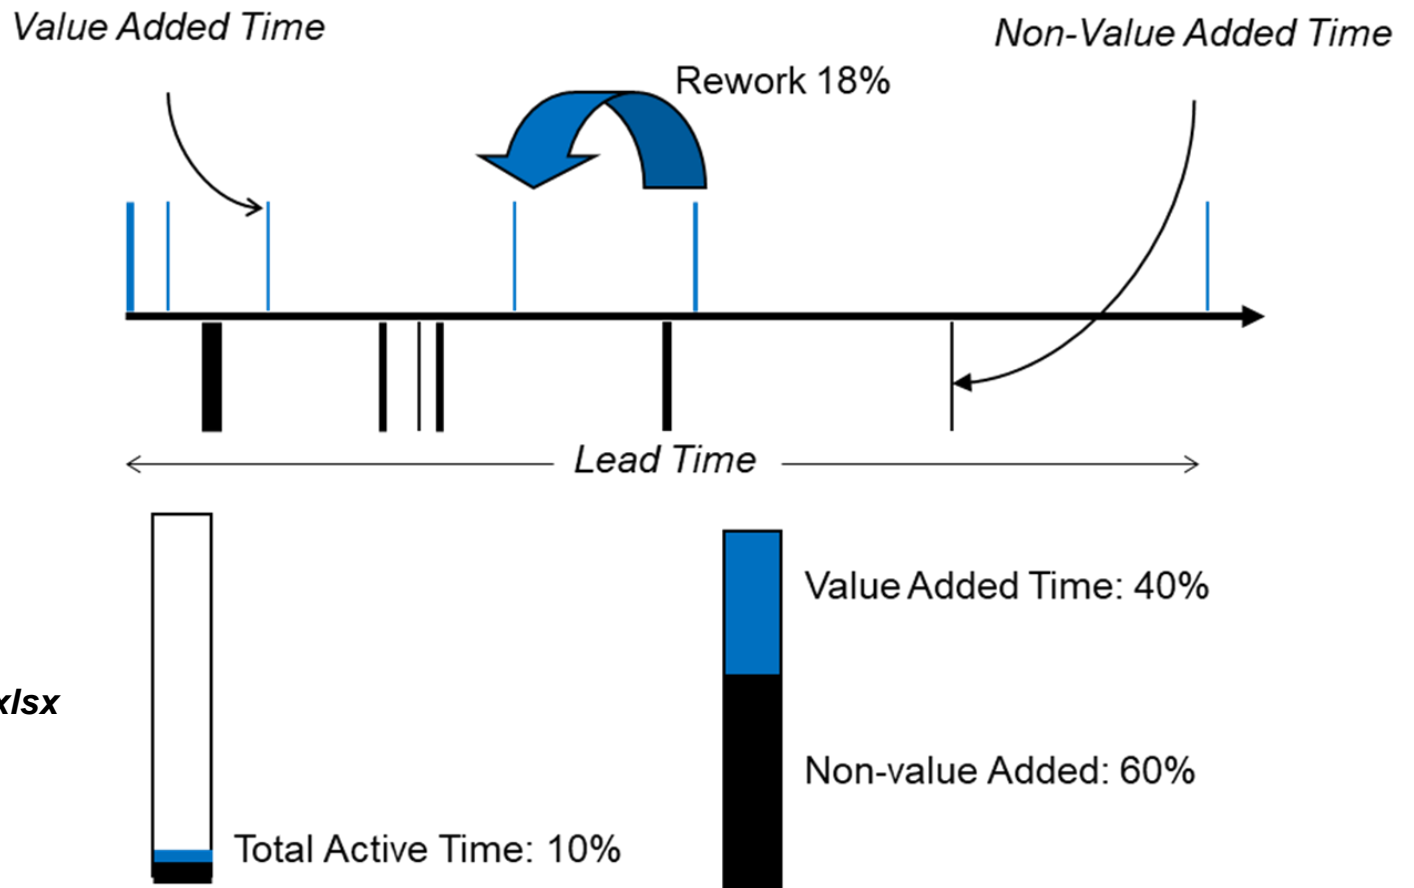 Value Added Time
Non-Value Added Time
Rework 18%
Lead Time
Value Added Time: 40%
xlsx
Non-value Added: 60%
Total Active Time: 10%